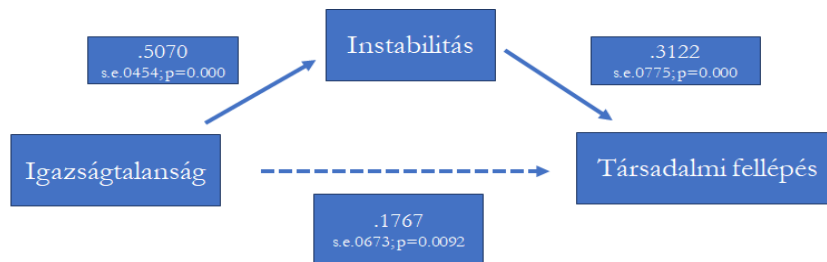 .5070
s.e.0454; p=0.000
Instabilitás
.3122
s.e.0775; p=0.000
Igazságtalanság
Társadalmi fellépés
.1767
s.e.0673; p=0.0092